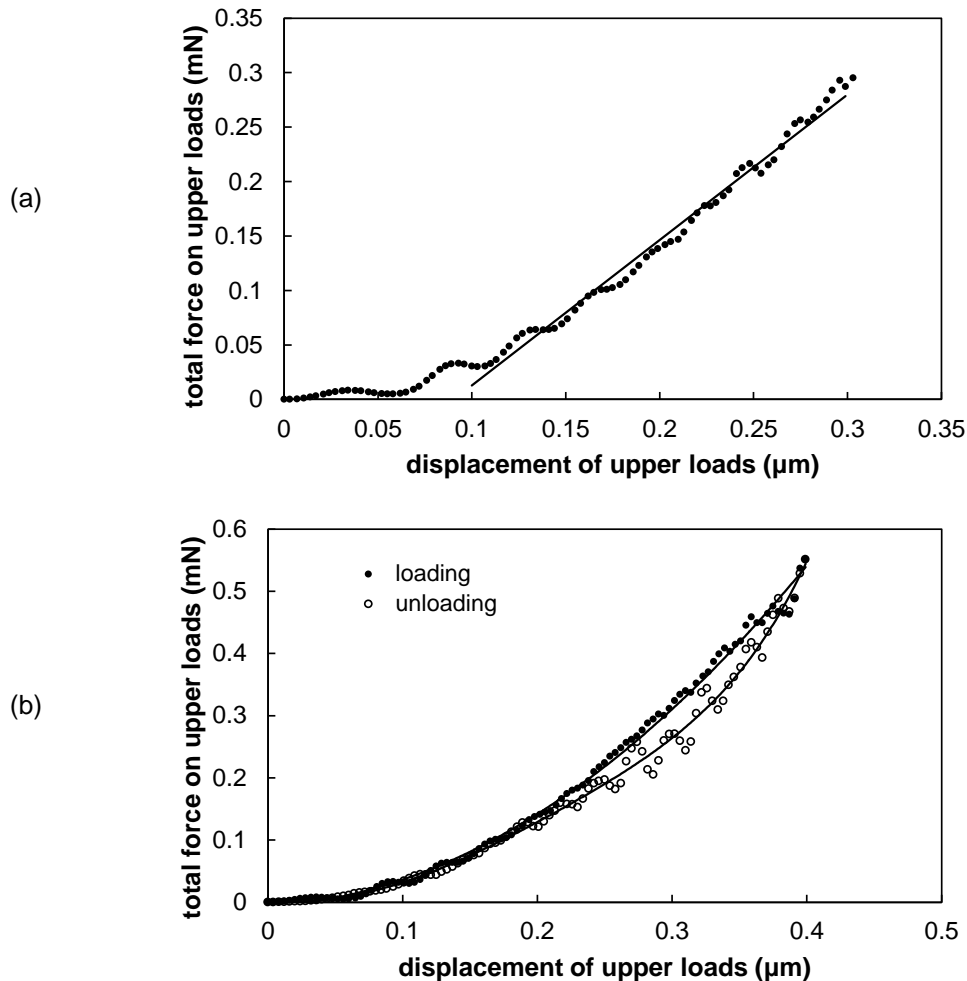 (a)
total force on upper loads (mN)
0.3
0.25
0.2
0.15
0.1
0.05
0
0 0.05 0.1 0.15 0.2 0.25 0.3 0.35
displacement of upper loads (µm)
(b)
total force on upper loads (mN)
0.6
0.5
0.4
0.3
0.2
0.1
0
loading
unloading
0 0.1 0.2 0.3 0.4 0.5
displacement of upper loads (µm)